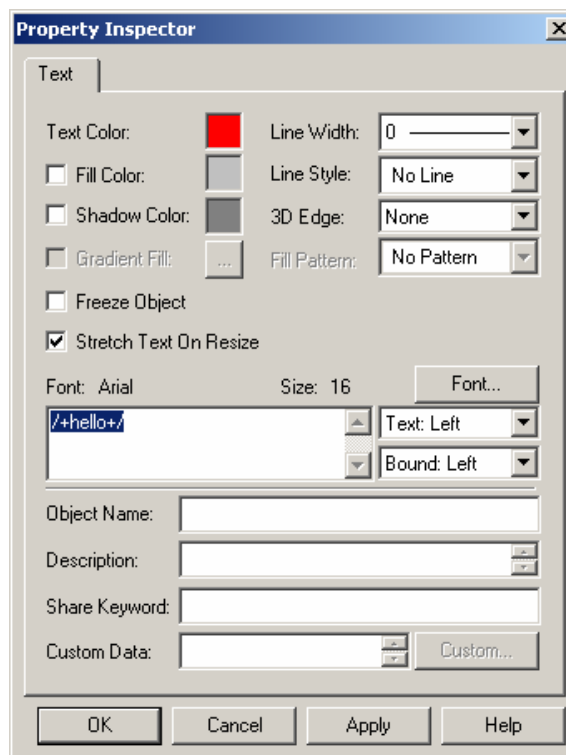 Property Inspector
Text
Text Color:
Line Width: 0
Fill Color:
Line Style: No Line
Shadow Color:
3D Edge: None
Gradient Fill: ...
Fill Pattern: No Pattern
Freeze Object
Stretch Text On Resize
Font: Arial Size: 16 Font...
/+hello+/
Text: Left
Bound: Left
Object Name:
Description:
Share Keyword:
Custom Data: Custom...
OK Cancel Apply Help